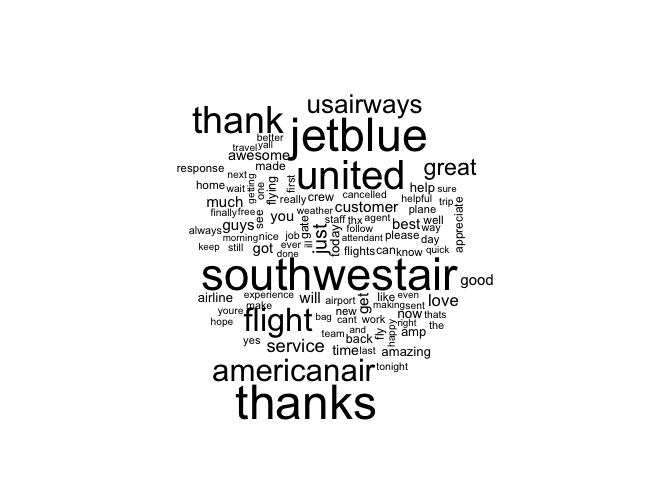 usairways
thank
jetblue
better
travel yall
awesome
response next made
united
great
home wait getting one flying first
help sure
much
really crew cancelled
helpful trip
finally free see you
weather customer
plane
appreciate
always guys
gate
staff thx agent
best way well
morning nice job ill just today
follow
attendant
please day
keep still got ever done
flights can know quick
southwestair
good
airline
experience
make
will airport get
like even
making sent
love
youre
hope
flight
bag new
cant work
now thats
right the
yes
team and
back
fly happy
amp
service
time last amazing
americanair
tonight
thanks